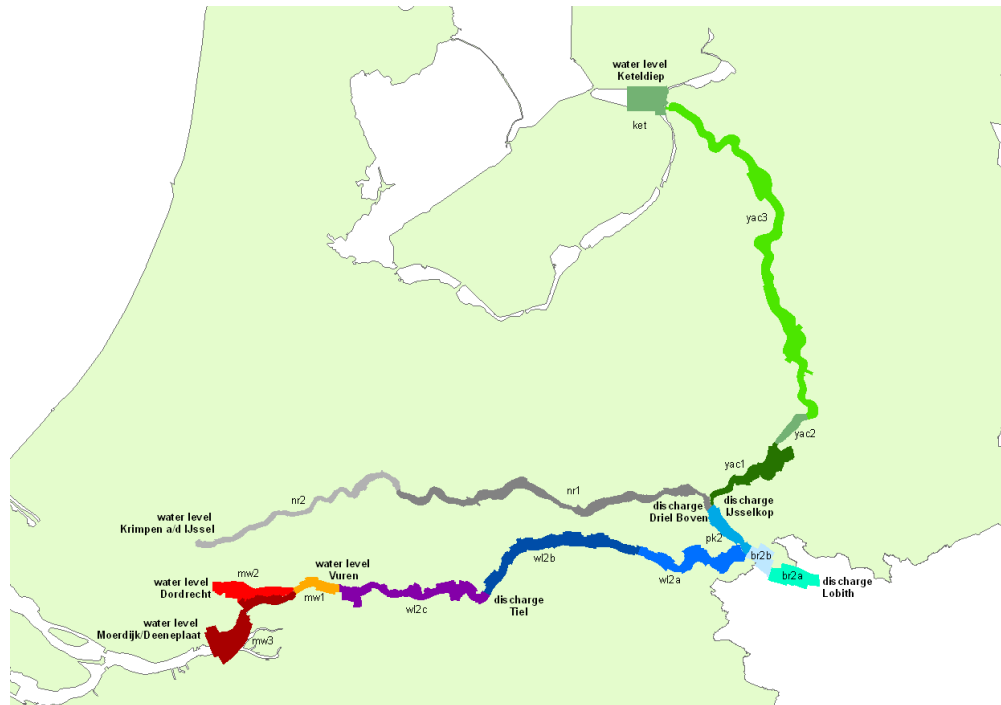 water level
Keteldiep
ket
yac3
yac2
yac1
discharge
IJsselkop
discharge
Driel Boven
nr1
nr2
water level
Krimpen a/d IJssel
pk2
br2b
br2a
discharge
Lobith
wl2a
wl2b
water level
Vuren
discharge
Tiel
wl2c
mw1
mw2
water level
Dordrecht
water level
Moerdijk/Deeneplaat
mw3